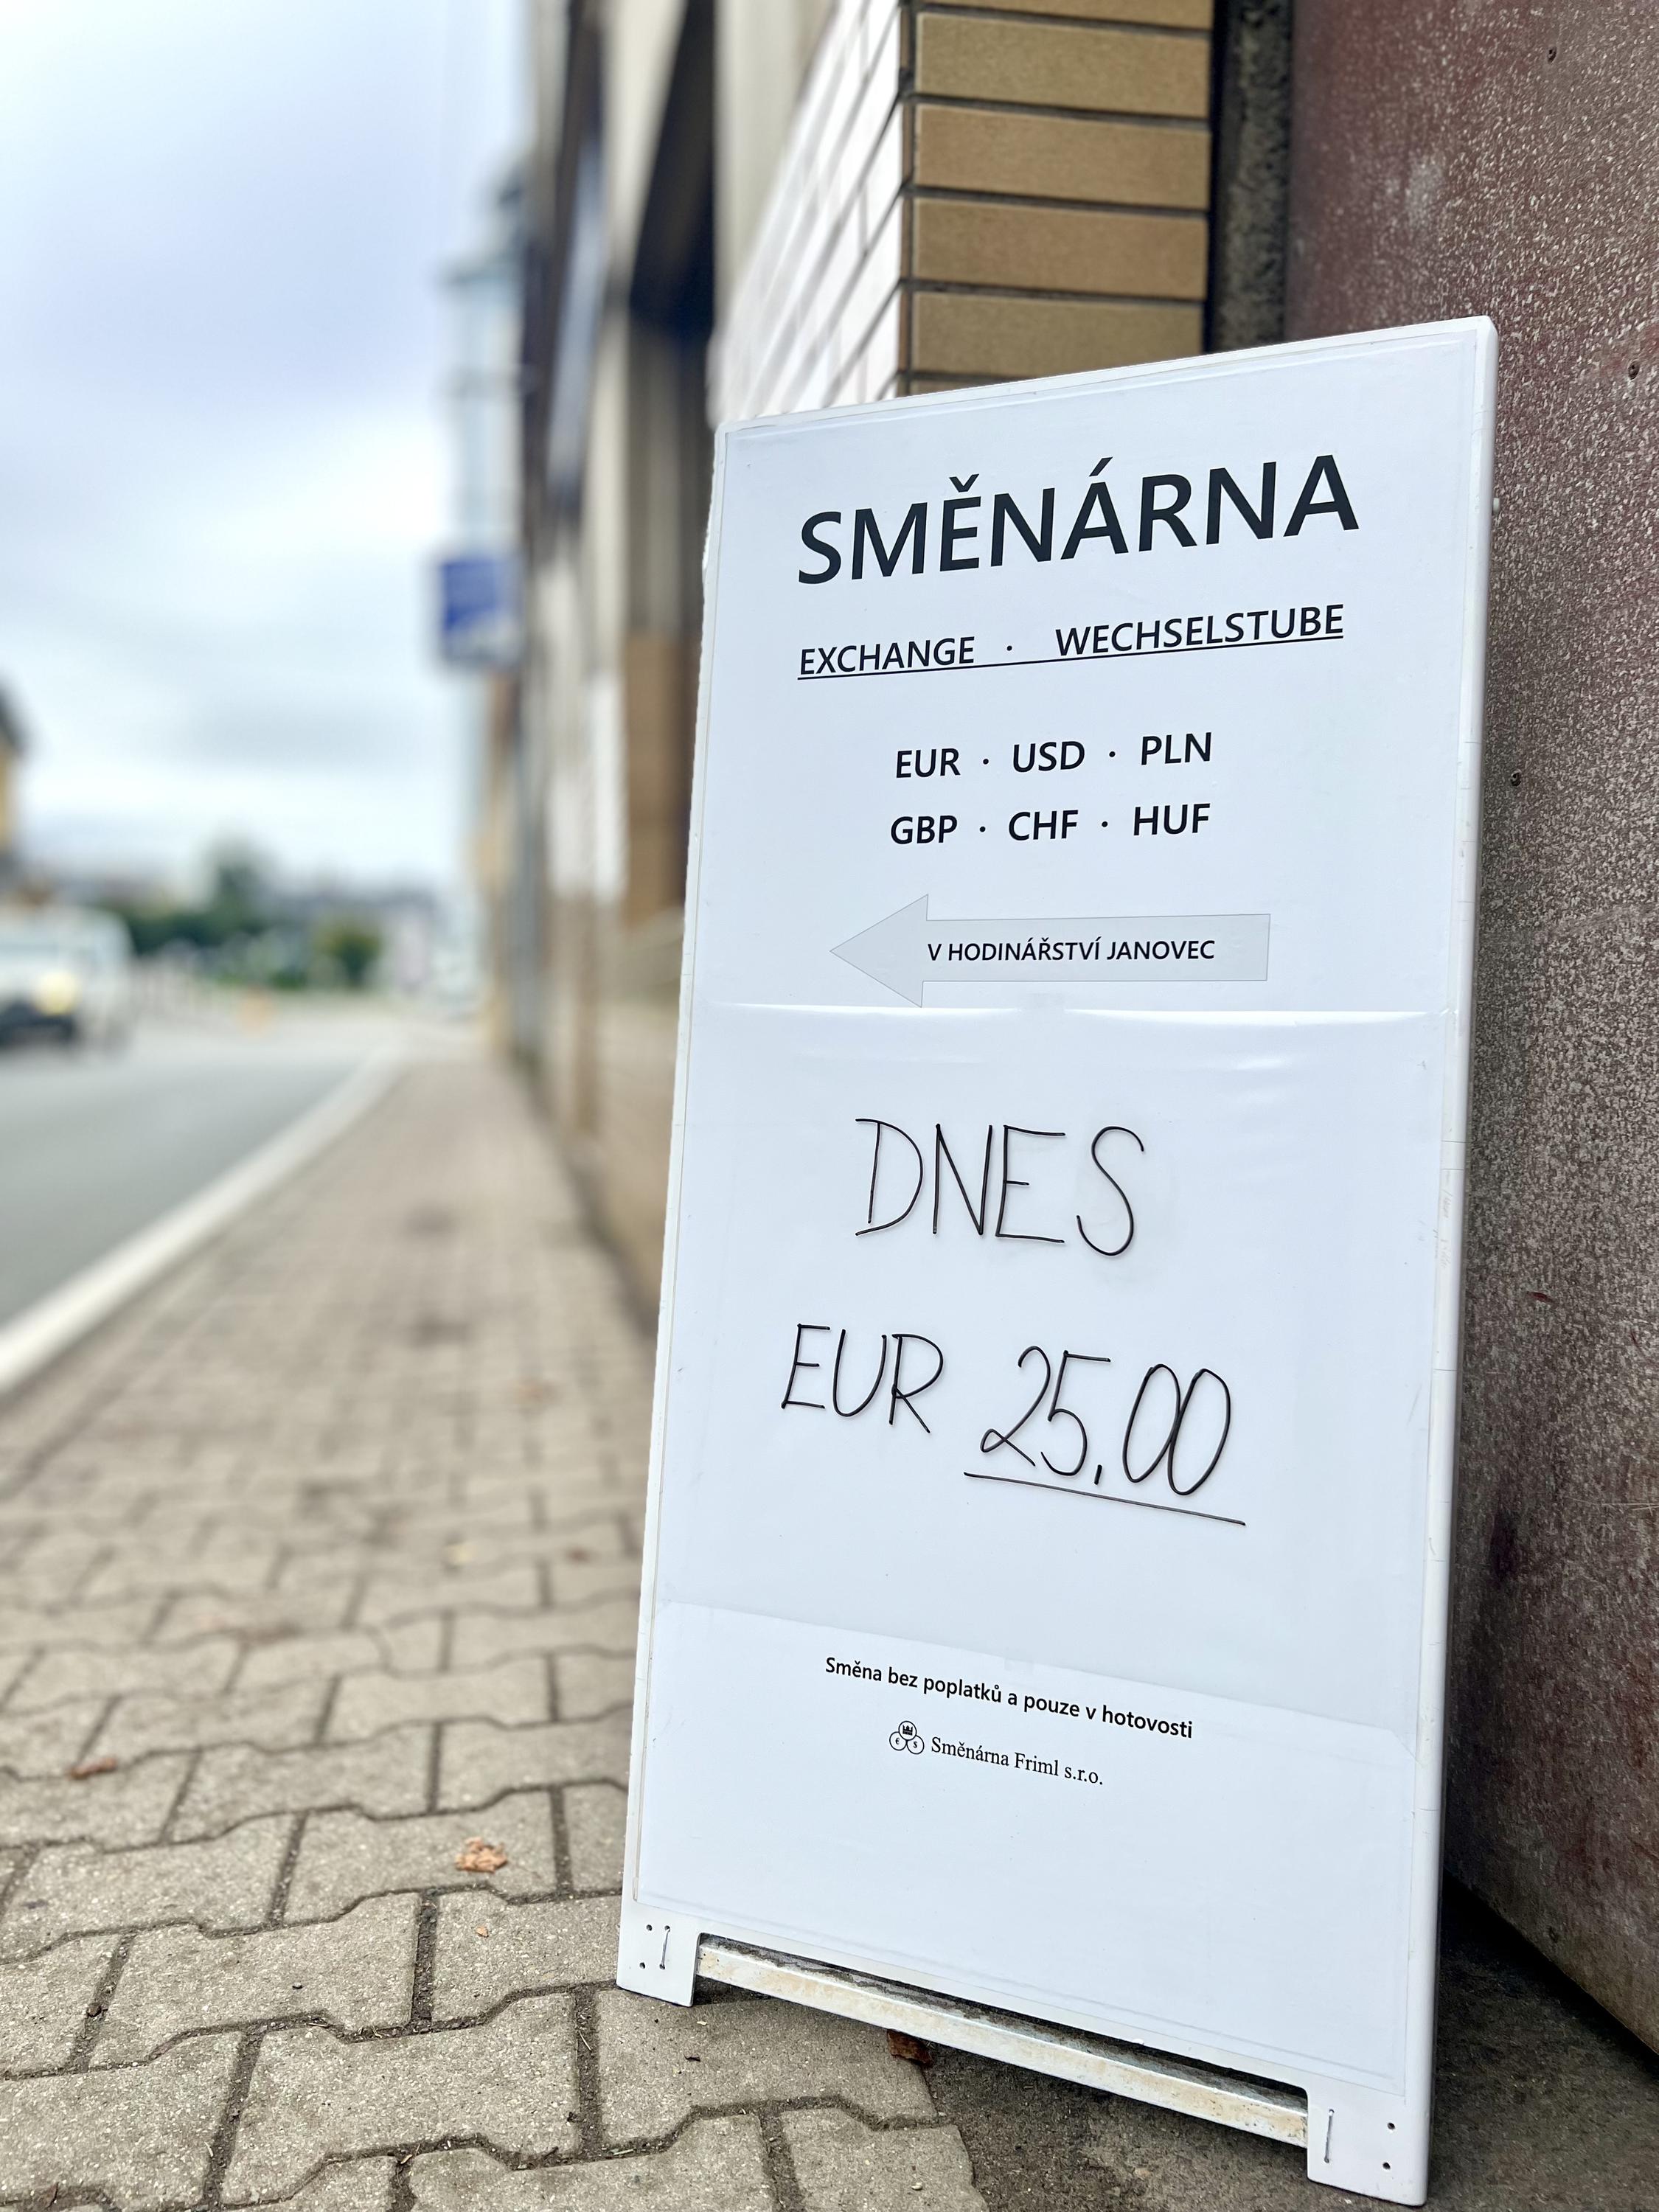 SMĚNÁRNA
EXCHANGE · WECHSELSTUBE
EUR · USD · PLN
GBP · CHF · HUF
V HODINÁŘSTVÍ JANOVEC
DNES
EUR 25,00
Směna bez poplatků a pouze v hotovosti
€ $ Směnárna Friml s.r.o.